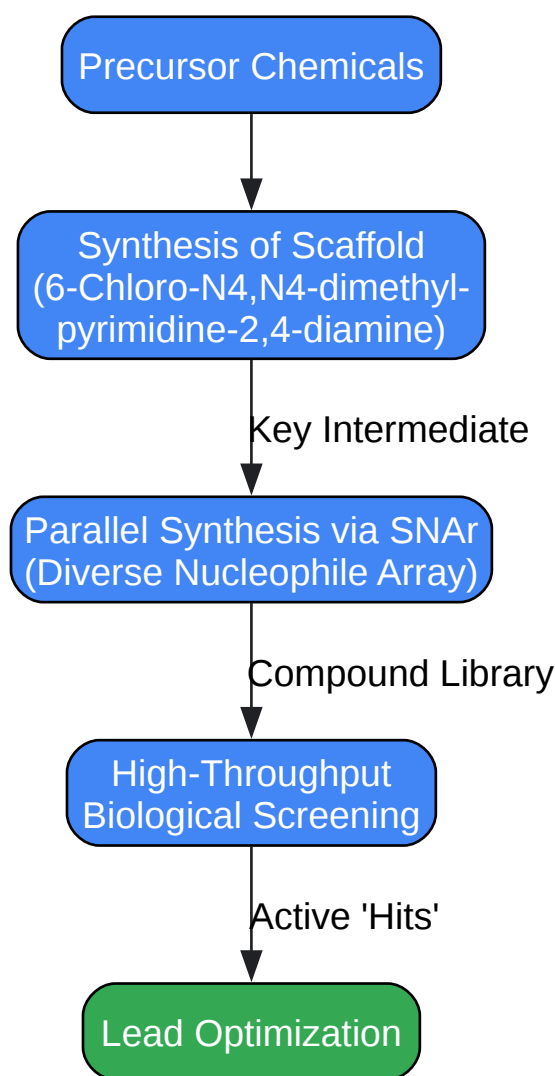 Precursor Chemicals
Synthesis of Scaffold
(6-Chloro-N4,N4-dimethyl-
pyrimidine-2,4-diamine)
Key Intermediate
Parallel Synthesis via SNAr
(Diverse Nucleophile Array)
Compound Library
High-Throughput
Biological Screening
Active 'Hits'
Lead Optimization